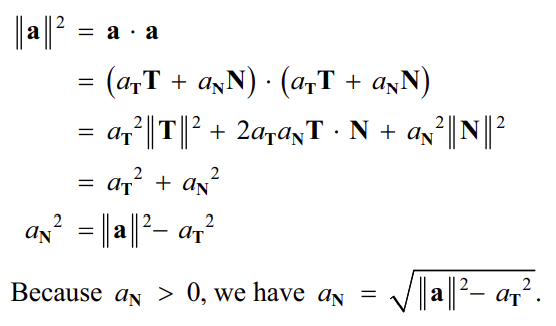 ‖a‖² = a · a
= (a_T T + a_N N) · (a_T T + a_N N)
= a_T²‖T‖² + 2a_T a_N T · N + a_N²‖N‖²
= a_T² + a_N²
a_N² = ‖a‖² − a_T²
Because a_N > 0, we have a_N = √(‖a‖² − a_T²).